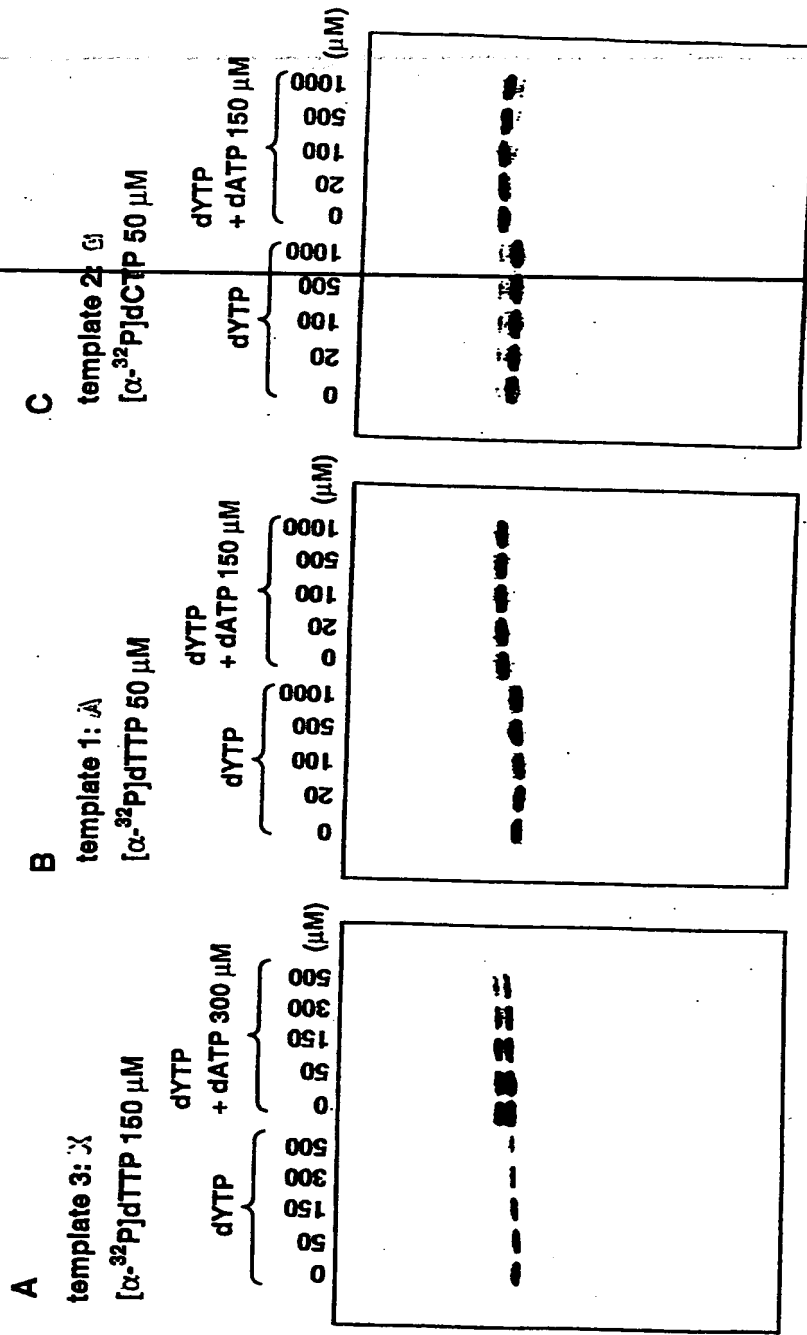 A
template 3: X
[α-³²P]dTTP 150 μM
dYTP
dYTP
+ dATP 300 μM
0 50 150 300 500 0 50 150 300 500 (μM)
B
template 1: A
[α-³²P]dTTP 50 μM
dYTP
dYTP
+ dATP 150 μM
0 20 100 500 1000 0 20 100 500 1000 (μM)
C
template 2: G
[α-³²P]dCTP 50 μM
dYTP
dYTP
+ dATP 150 μM
0 20 100 500 1000 0 20 100 500 1000 (μM)